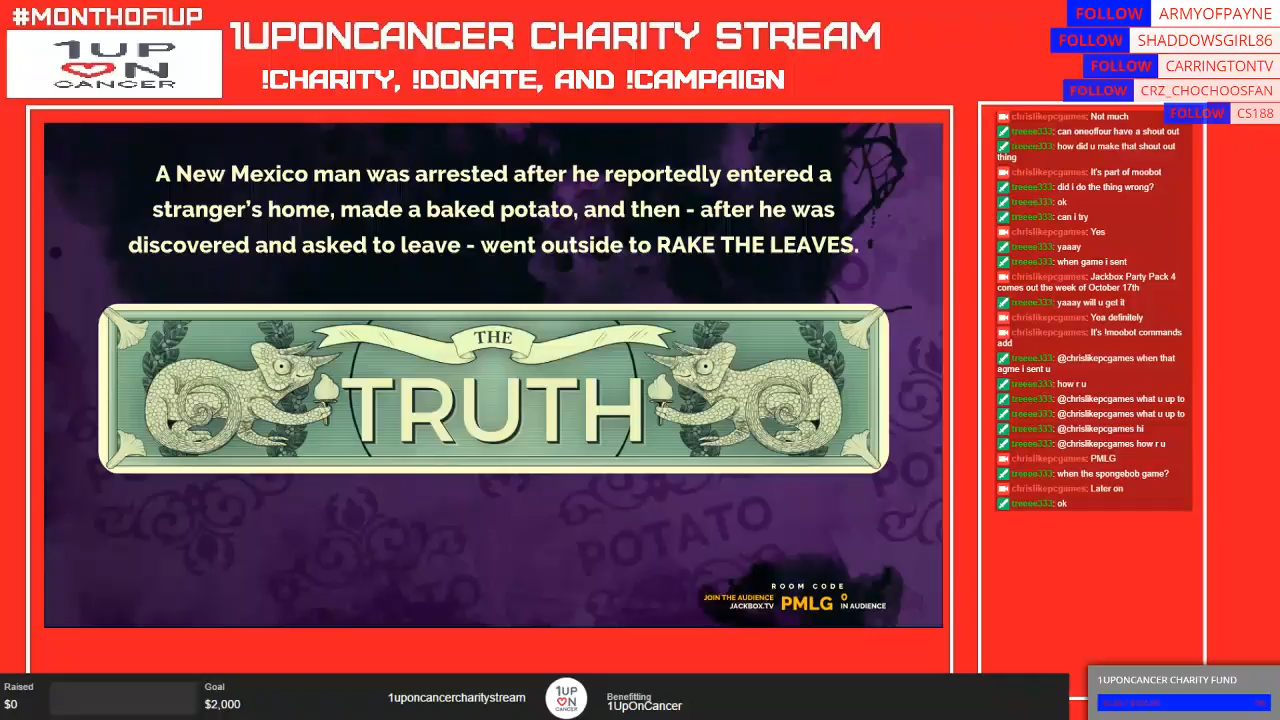 #MONTHOF1UP
1UP
ON
CANCER
1UPONCANCER CHARITY STREAM
!CHARITY, !DONATE, AND !CAMPAIGN
FOLLOW ARMYOFPAYNE
FOLLOW SHADDOWSGIRL86
FOLLOW CARRINGTONTV
FOLLOW CRZ_CHOCHOOSFAN
FOLLOW CS188
A New Mexico man was arrested after he reportedly entered a
stranger's home, made a baked potato, and then - after he was
discovered and asked to leave - went outside to RAKE THE LEAVES.
THE
TRUTH
POTATO
ROOM CODE
JOIN THE AUDIENCE
JACKBOX.TV
PMLG
0
IN AUDIENCE
chrislikepcgames: Not much
treeee333: can oneoffour have a shout out
treeee333: how did u make that shout out
thing
chrislikepcgames: It's part of moobot
treeee333: did i do the thing wrong?
treeee333: ok
treeee333: can i try
chrislikepcgames: Yes
treeee333: yaaay
treeee333: when game i sent
chrislikepcgames: Jackbox Party Pack 4
comes out the week of October 17th
treeee333: yaaay will u get it
chrislikepcgames: Yea definitely
chrislikepcgames: It's !moobot commands
add
treeee333: @chrislikepcgames when that
agme i sent u
treeee333: how r u
treeee333: @chrislikepcgames what u up to
treeee333: @chrislikepcgames what u up to
treeee333: @chrislikepcgames hi
treeee333: @chrislikepcgames how r u
chrislikepcgames: PMLG
treeee333: when the spongebob game?
chrislikepcgames: Later on
treeee333: ok
Raised
$0
Goal
$2,000
1uponcancercharitystream
1UP
ON
CANCER
Benefitting
1UpOnCancer
1UPONCANCER CHARITY FUND